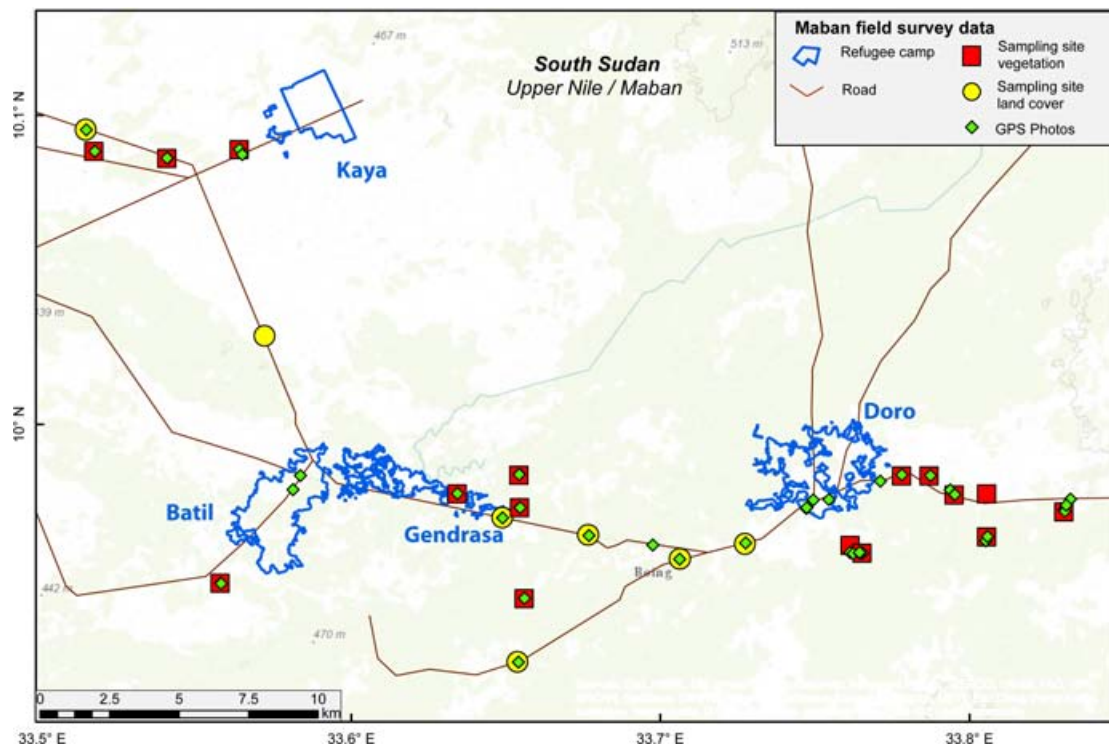 467 m
513 m
South Sudan
Upper Nile / Maban
Maban field survey data
Refugee camp
Road
Sampling site
vegetation
Sampling site
land cover
GPS Photos
10.1° N
Kaya
39 m
10° N
Doro
Batil
Gendrasa
Boing
442 m
470 m
0 2.5 5 7.5 10
km
33.5° E
33.6° E
33.7° E
33.8° E